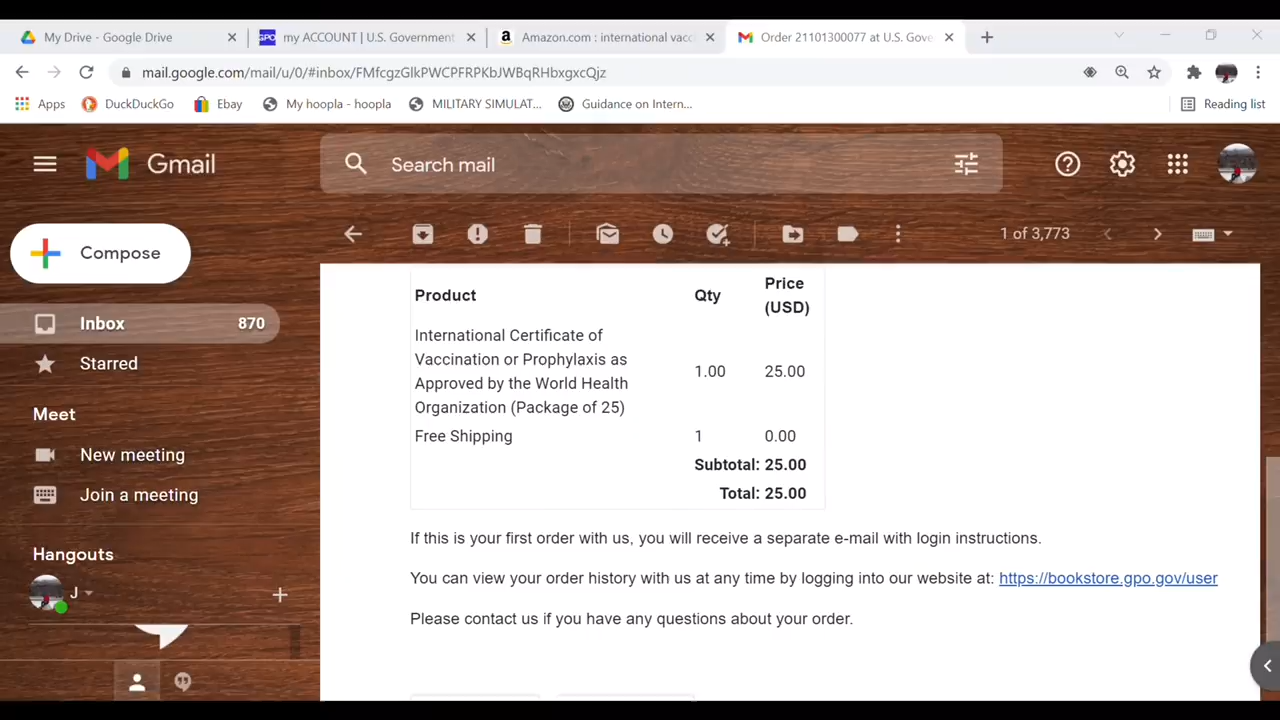 My Drive - Google Drive
GPO
my ACCOUNT | U.S. Government
a
Amazon.com : international vacc
Order 21101300077 at U.S. Gove
mail.google.com/mail/u/0/#inbox/FMfcgzGlkPWCPFRPKbJWBqRHbxgxcQjz
Apps
DuckDuckGo
Ebay
My hoopla - hoopla
MILITARY SIMULAT...
Guidance on Intern...
Reading list
Gmail
Search mail
Compose
1 of 3,773
Inbox 870
Starred
Meet
New meeting
Join a meeting
Hangouts
J
Product Qty Price (USD)
International Certificate of
Vaccination or Prophylaxis as
Approved by the World Health
Organization (Package of 25)
1.00 25.00
Free Shipping 1 0.00
Subtotal: 25.00
Total: 25.00
If this is your first order with us, you will receive a separate e-mail with login instructions.
You can view your order history with us at any time by logging into our website at: https://bookstore.gpo.gov/user
Please contact us if you have any questions about your order.